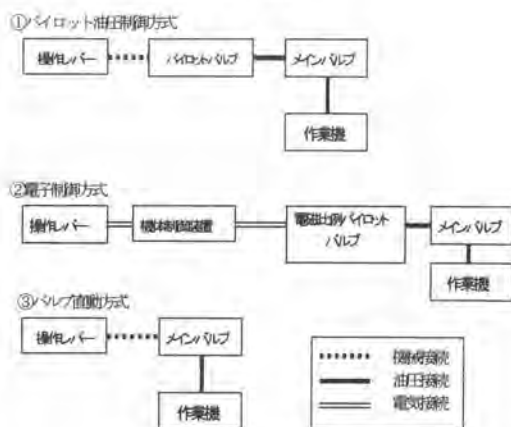 ①パイロット油圧制御方式
操作レバー
パイロットバルブ
メインバルブ
作業機
②電子制御方式
操作レバー
機体制御装置
電磁比例パイロット
バルブ
メインバルブ
作業機
③バルブ直動方式
操作レバー
メインバルブ
作業機
機械接続
油圧接続
電気接続